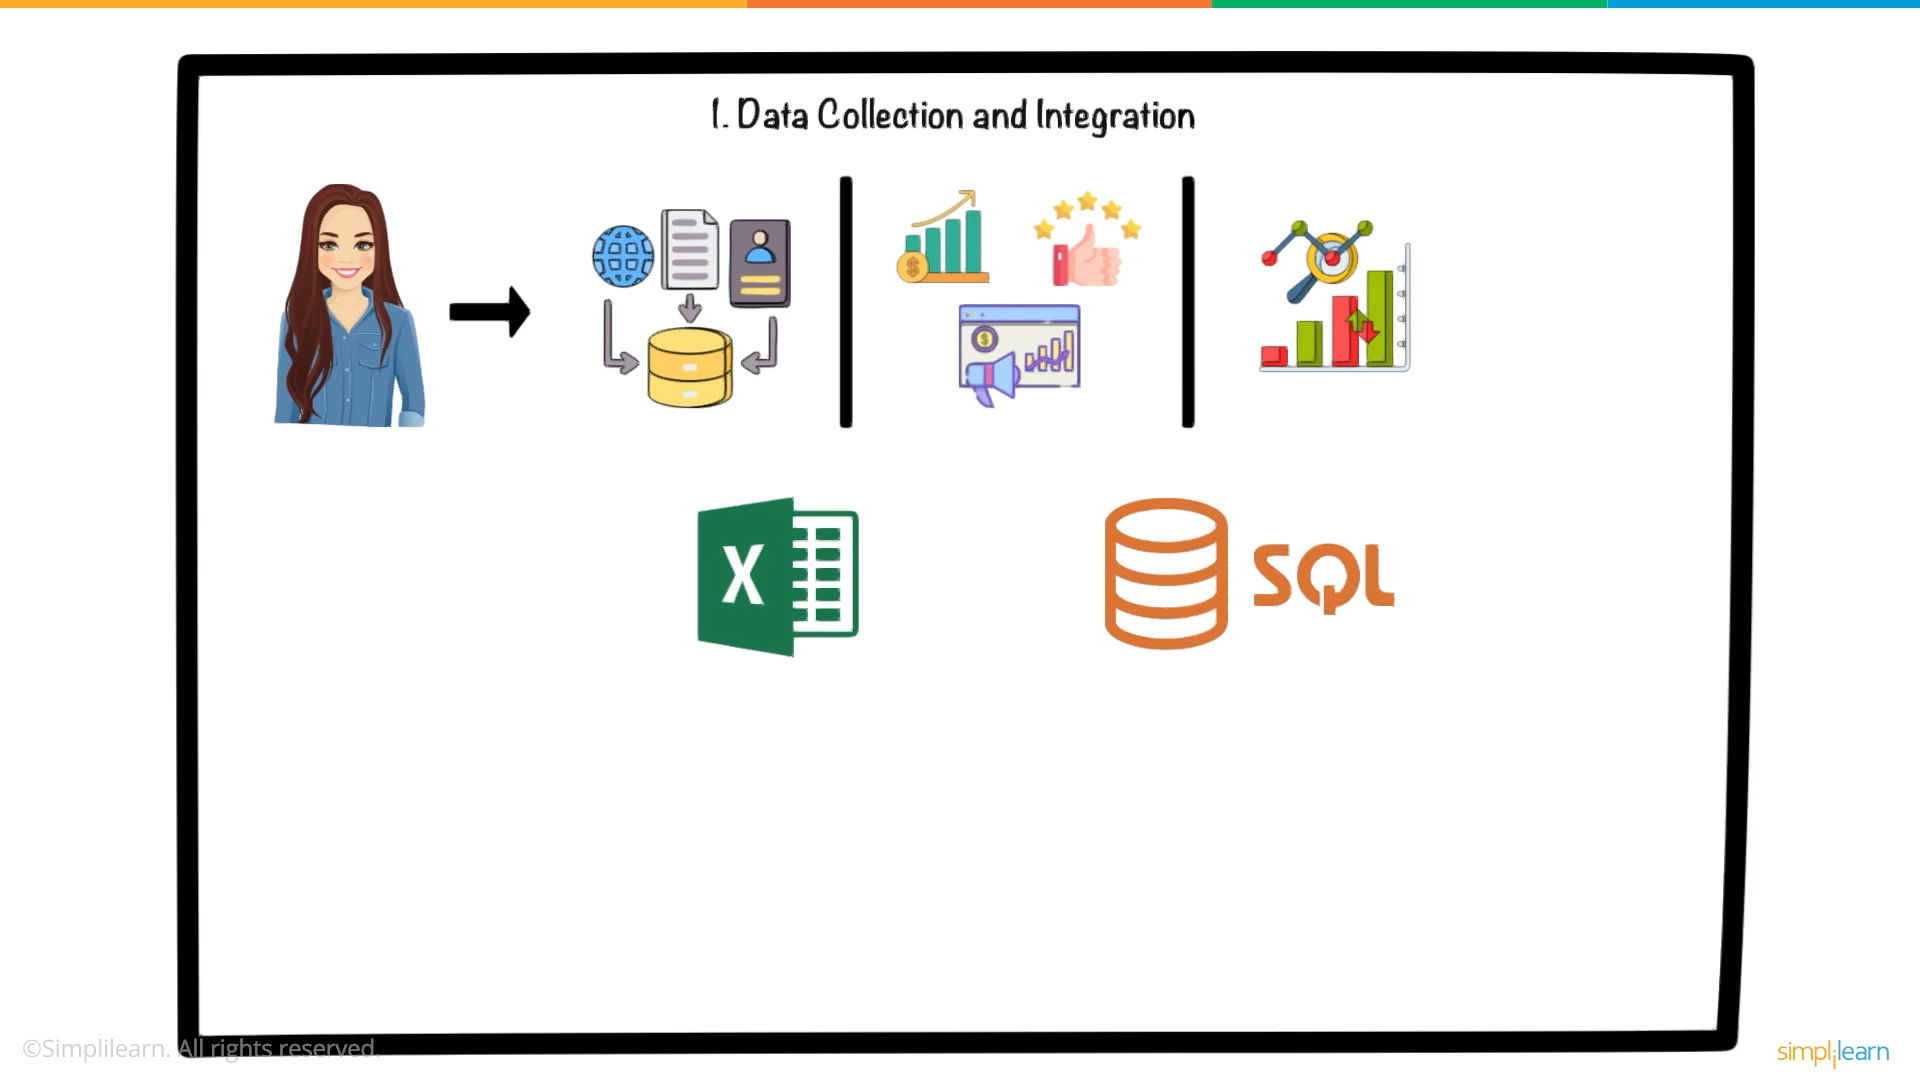 1. Data Collection and Integration
$
$
X
SQL
©Simplilearn. All rights reserved.
simplilearn